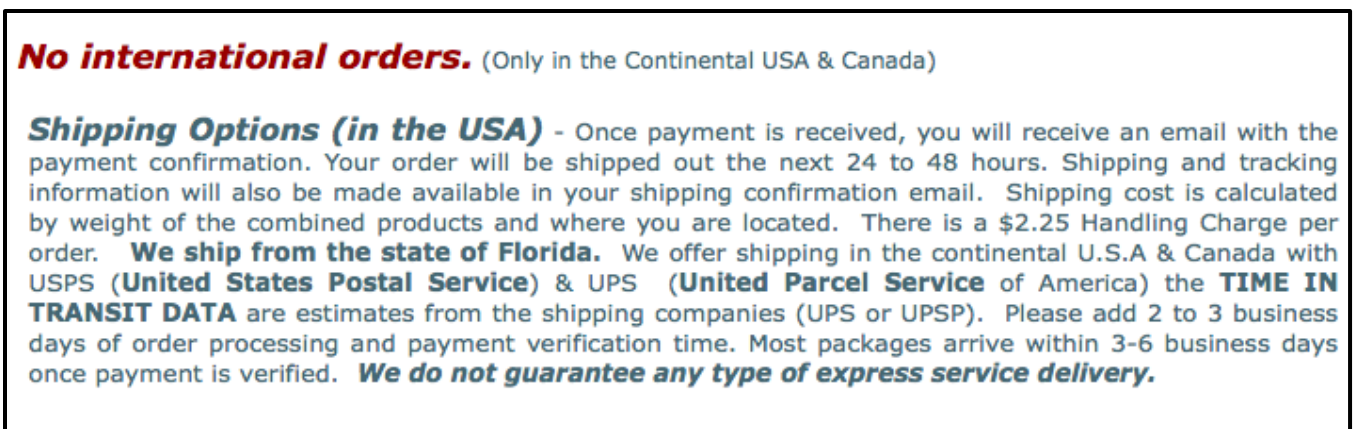 No international orders. (Only in the Continental USA & Canada)
Shipping Options (in the USA) - Once payment is received, you will receive an email with the
payment confirmation. Your order will be shipped out the next 24 to 48 hours. Shipping and tracking
information will also be made available in your shipping confirmation email. Shipping cost is calculated
by weight of the combined products and where you are located. There is a $2.25 Handling Charge per
order. We ship from the state of Florida. We offer shipping in the continental U.S.A & Canada with
USPS (United States Postal Service) & UPS (United Parcel Service of America) the TIME IN
TRANSIT DATA are estimates from the shipping companies (UPS or UPSP). Please add 2 to 3 business
days of order processing and payment verification time. Most packages arrive within 3-6 business days
once payment is verified. We do not guarantee any type of express service delivery.